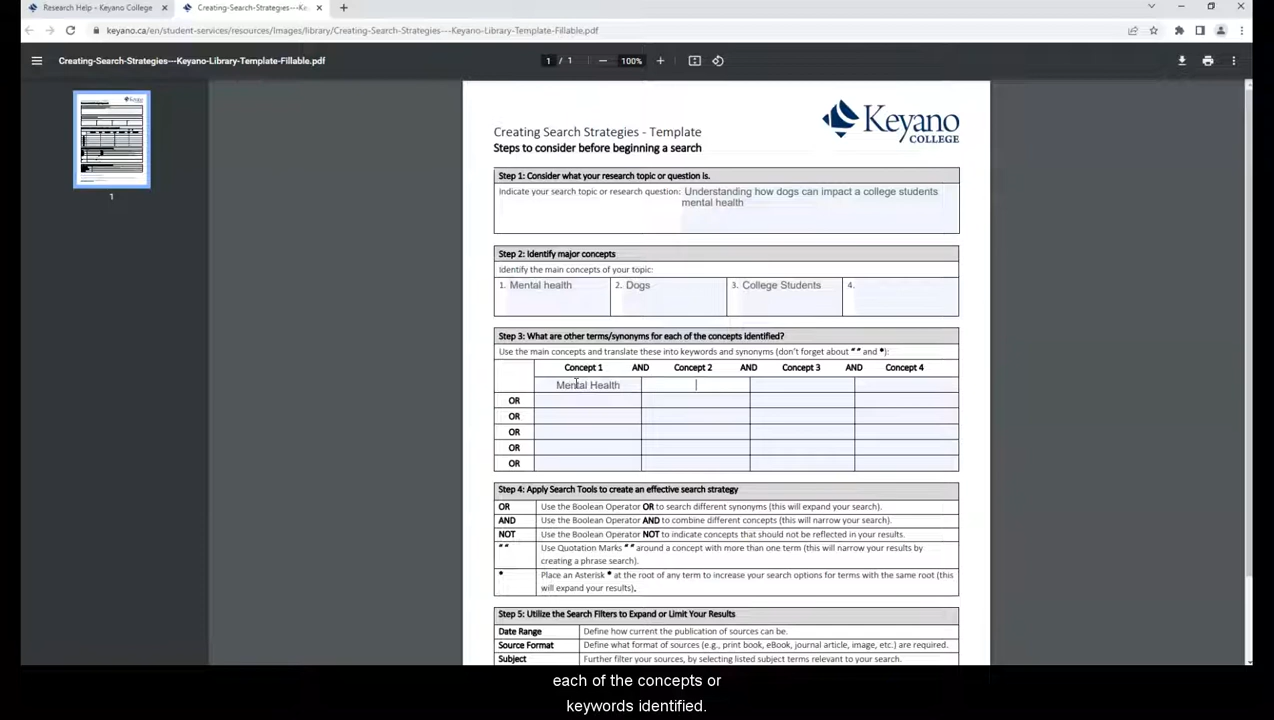 Research Help - Keyano College
Creating-Search-Strategies---Ke
keyano.ca/en/student-services/resources/Images/library/Creating-Search-Strategies---Keyano-Library-Template-Fillable.pdf
Creating-Search-Strategies---Keyano-Library-Template-Fillable.pdf
1 / 1
100%
1
Keyano
COLLEGE
Creating Search Strategies - Template
Steps to consider before beginning a search
Step 1: Consider what your research topic or question is.
Indicate your search topic or research question: Understanding how dogs can impact a college students
mental health
Step 2: Identify major concepts
Identify the main concepts of your topic:
1. Mental health 2. Dogs 3. College Students 4.
Step 3: What are other terms/synonyms for each of the concepts identified?
Use the main concepts and translate these into keywords and synonyms (don't forget about " " and *):
Concept 1 AND Concept 2 AND Concept 3 AND Concept 4
Mental Health
OR
OR
OR
OR
OR
Step 4: Apply Search Tools to create an effective search strategy
OR Use the Boolean Operator OR to search different synonyms (this will expand your search).
AND Use the Boolean Operator AND to combine different concepts (this will narrow your search).
NOT Use the Boolean Operator NOT to indicate concepts that should not be reflected in your results.
" " Use Quotation Marks " " around a concept with more than one term (this will narrow your results by
creating a phrase search).
* Place an Asterisk * at the root of any term to increase your search options for terms with the same root (this
will expand your results).
Step 5: Utilize the Search Filters to Expand or Limit Your Results
Date Range Define how current the publication of sources can be.
Source Format Define what format of sources (e.g., print book, eBook, journal article, image, etc.) are required.
Subject Further filter your sources, by selecting listed subject terms relevant to your search.
each of the concepts or
keywords identified.